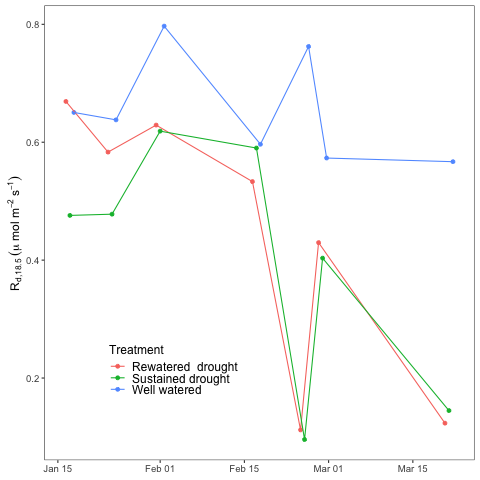 0.8
0.6
0.4
0.2
R_d,18.5 (μ mol m⁻² s⁻¹)
Treatment
Rewatered  drought
Sustained drought
Well watered
Jan 15 Feb 01 Feb 15 Mar 01 Mar 15